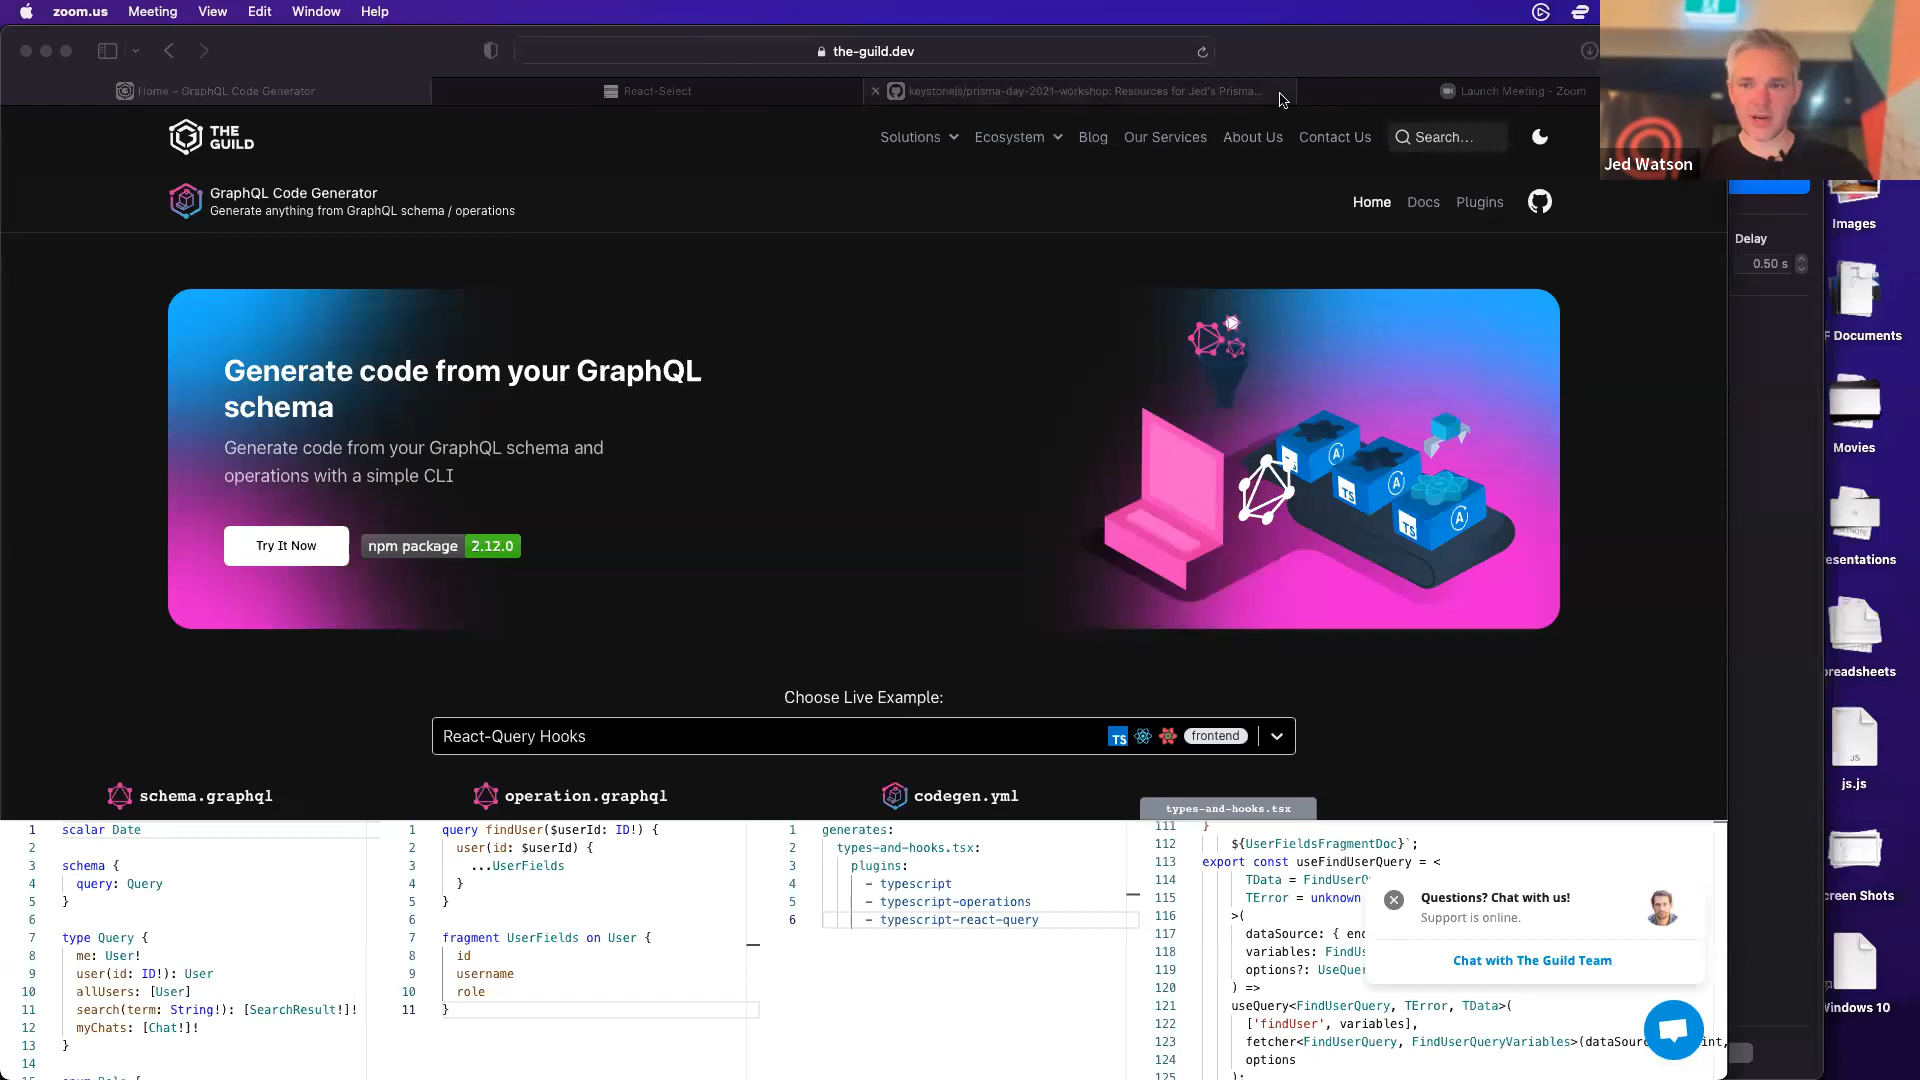 zoom.us Meeting View Edit Window Help
the-guild.dev
Home – GraphQL Code Generator
React-Select
keystonejs/prisma-day-2021-workshop: Resources for Jed's Prisma...
Launch Meeting - Zoom
Jed Watson
THE
GUILD
Solutions Ecosystem Blog Our Services About Us Contact Us Search...
GraphQL Code Generator
Generate anything from GraphQL schema / operations
Home Docs Plugins
Generate code from your GraphQL
schema
Generate code from your GraphQL schema and
operations with a simple CLI
Try It Now
npm package 2.12.0
TS
TS
Choose Live Example:
React-Query Hooks
TS
frontend
schema.graphql
1 scalar Date
2
3 schema {
4 query: Query
5 }
6
7 type Query {
8 me: User!
9 user(id: ID!): User
10 allUsers: [User]
11 search(term: String!): [SearchResult!]!
12 myChats: [Chat!]!
13 }
14
operation.graphql
1 query findUser($userId: ID!) {
2 user(id: $userId) {
3 ...UserFields
4 }
5 }
6
7 fragment UserFields on User {
8 id
9 username
10 role
11 }
codegen.yml
1 generates:
2 types-and-hooks.tsx:
3 plugins:
4 - typescript
5 - typescript-operations
6 - typescript-react-query
types-and-hooks.tsx
111 }
112 ${UserFieldsFragmentDoc}`;
113 export const useFindUserQuery = <
114 TData = FindUserQ
115 TError = unknown
116 >(
117 dataSource: { en
118 variables: FindUs
119 options?: UseQuer
120 ) =>
121 useQuery<FindUserQuery, TError, TData>(
122 ['findUser', variables],
123 fetcher<FindUserQuery, FindUserQueryVariables>(dataSour int,
124 options
125 );
Questions? Chat with us!
Support is online.
Chat with The Guild Team
Delay
0.50 s
Images
F Documents
Movies
esentations
preadsheets
JS
js.js
creen Shots
Windows 10